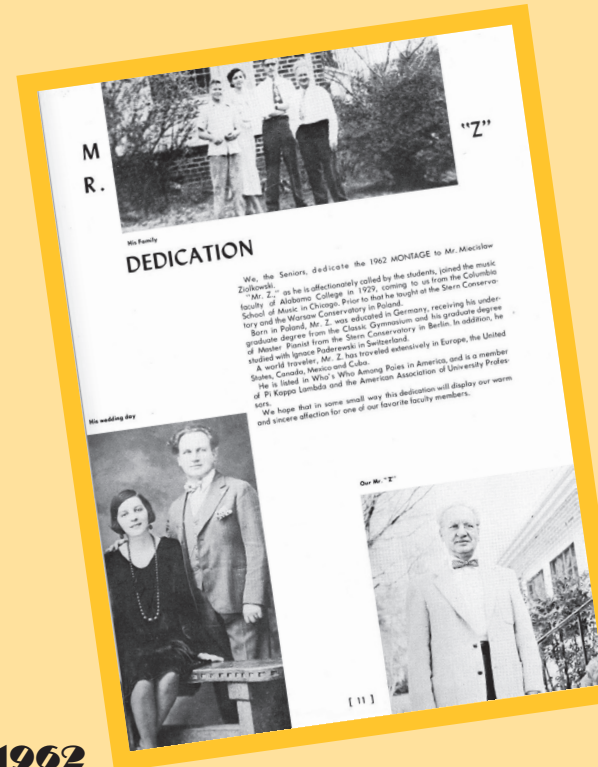 M
R.
"Z"
His Family
DEDICATION
We, the Seniors, dedicate the 1962 MONTAGE to Mr. Miecislaw
Ziolkowski.
"Mr. Z.," as he is affectionately called by the students, joined the music
faculty of Alabama College in 1929, coming to us from the Columbia
School of Music in Chicago. Prior to that he taught at the Stern Conserva-
tory and the Warsaw Conservatory in Poland.
Born in Poland, Mr. Z. was educated in Germany, receiving his under-
graduate degree from the Classic Gymnasium and his graduate degree
of Master Pianist from the Stern Conservatory in Berlin. In addition, he
studied with Ignace Paderewski in Switzerland.
A world traveler, Mr. Z. has traveled extensively in Europe, the United
States, Canada, Mexico and Cuba.
He is listed in Who's Who Among Poles in America, and is a member
of Pi Kappa Lambda and the American Association of University Profes-
sors.
We hope that in some small way this dedication will display our warm
and sincere affection for one of our favorite faculty members.
His wedding day
Our Mr. "Z"
[ 11 ]
1962